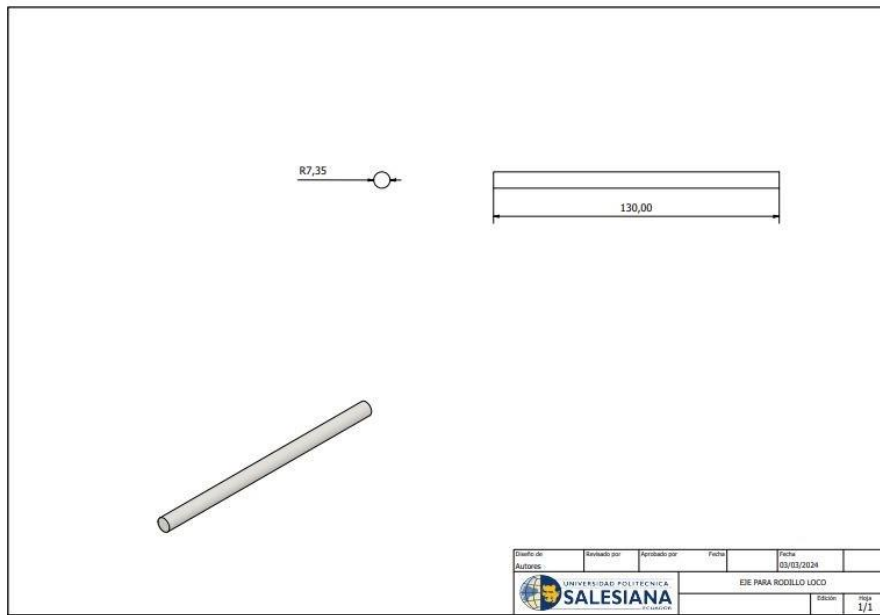 R7,35
130,00
Diseño de
Revisado por
Aprobado por
Fecha
Fecha
Autores
03/03/2024
UNIVERSIDAD POLITÉCNICA
SALESIANA
ECUADOR
EJE PARA RODILLO LOCO
Edición
Hoja
1/1